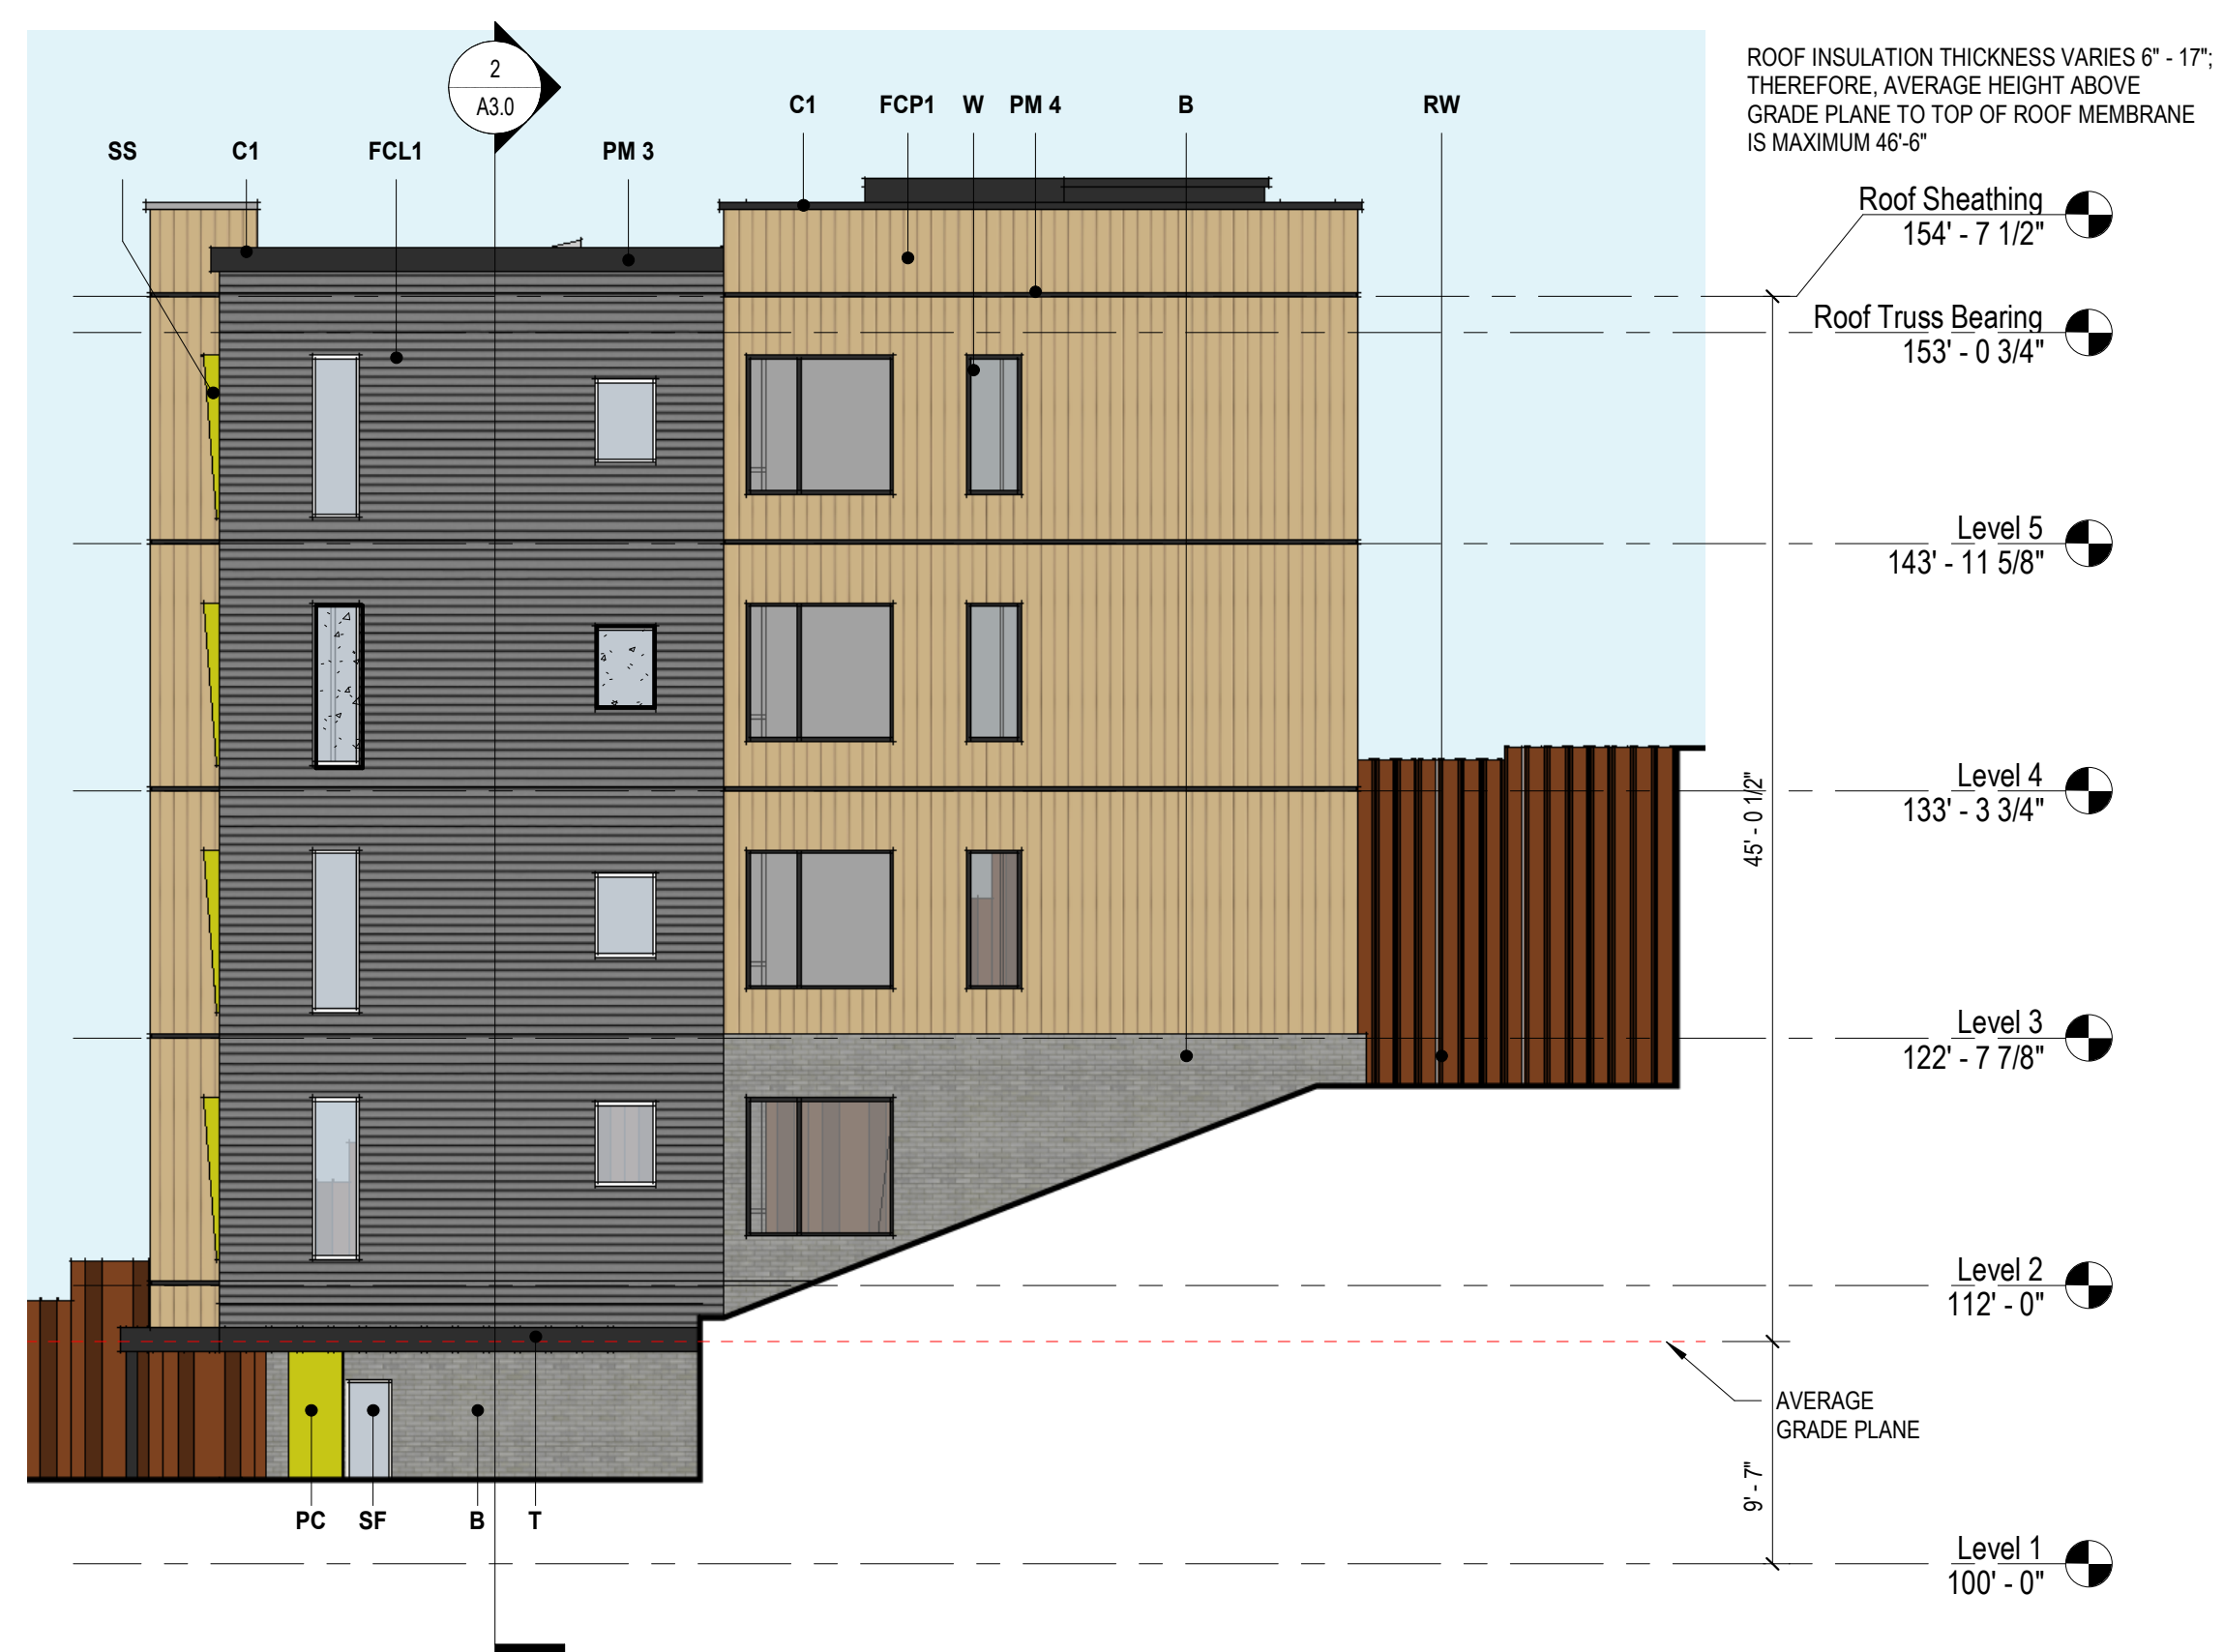 ROOF INSULATION THICKNESS VARIES 6" - 17";
THEREFORE, AVERAGE HEIGHT ABOVE
GRADE PLANE TO TOP OF ROOF MEMBRANE
IS MAXIMUM 46'-6"
2
A3.0
SS
C1
FCL1
PM 3
C1
FCP1
W
PM 4
B
RW
Roof Sheathing
154' - 7 1/2"
Roof Truss Bearing
153' - 0 3/4"
Level 5
143' - 11 5/8"
Level 4
133' - 3 3/4"
45' - 0 1/2"
Level 3
122' - 7 7/8"
Level 2
112' - 0"
AVERAGE
GRADE PLANE
9' - 7"
PC
SF
B
T
Level 1
100' - 0"